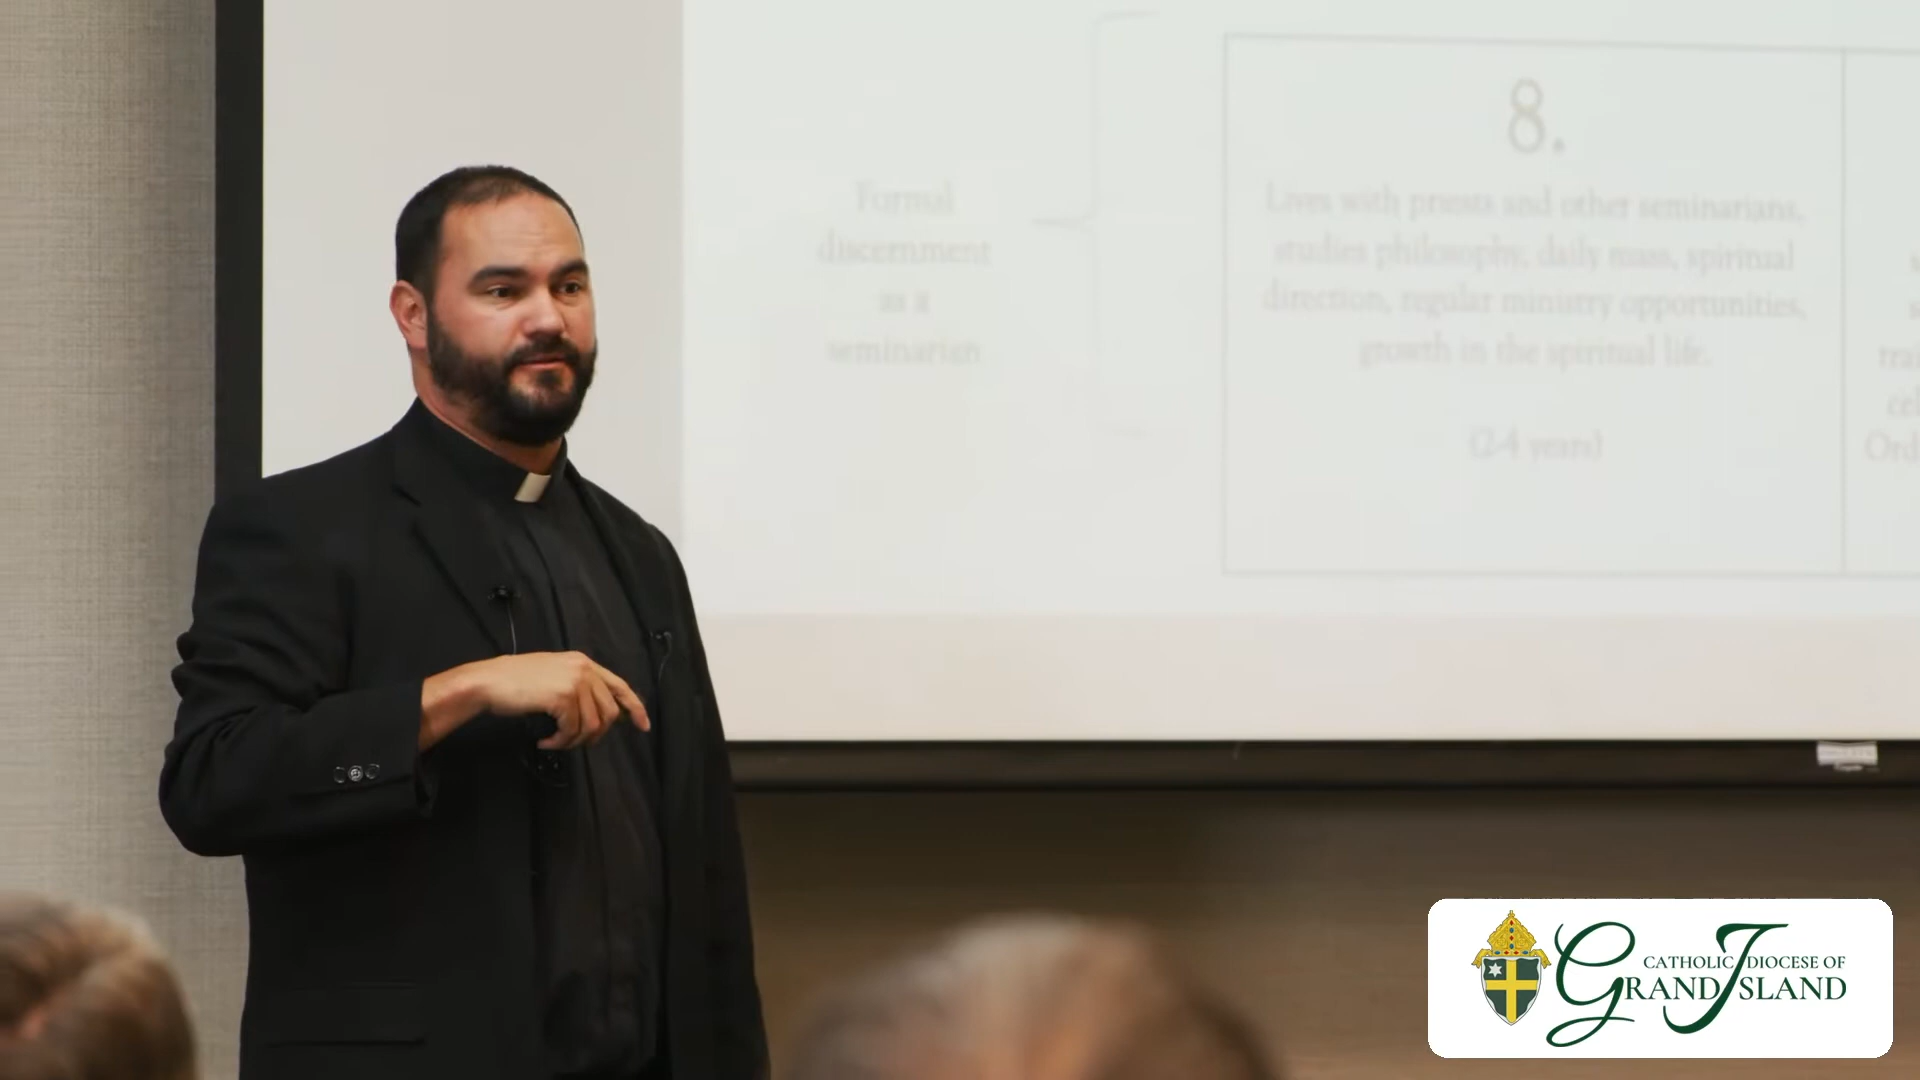 Formal
discernment
as a
seminarian
8.
Lives with priests and other seminarians,
studies philosophy, daily mass, spiritual
direction, regular ministry opportunities,
growth in the spiritual life.
(2-4 years)
CATHOLIC DIOCESE OF
GRAND ISLAND